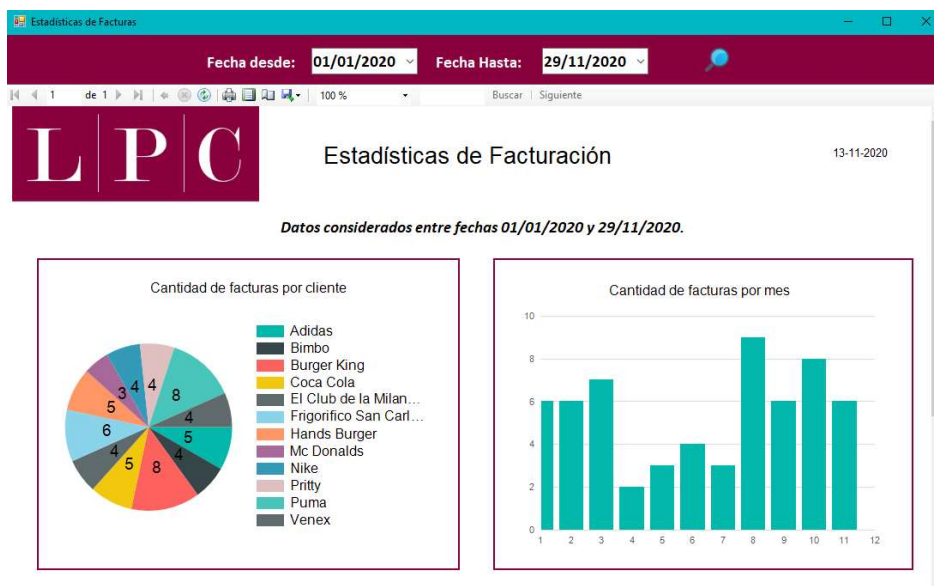 Estadísticas de Facturas
Fecha desde: 01/01/2020 Fecha Hasta: 29/11/2020
1 de 1 100 % Buscar | Siguiente
L|P|C
Estadísticas de Facturación
13-11-2020
Datos considerados entre fechas 01/01/2020 y 29/11/2020.
Cantidad de facturas por cliente
Adidas
Bimbo
Burger King
Coca Cola
El Club de la Milan...
Frigorifico San Carl...
Hands Burger
Mc Donalds
Nike
Pritty
Puma
Venex
3 4 4 8
5 4
6 5
4 5 8 4
Cantidad de facturas por mes
10
8
6
4
2
0
1 2 3 4 5 6 7 8 9 10 11 12